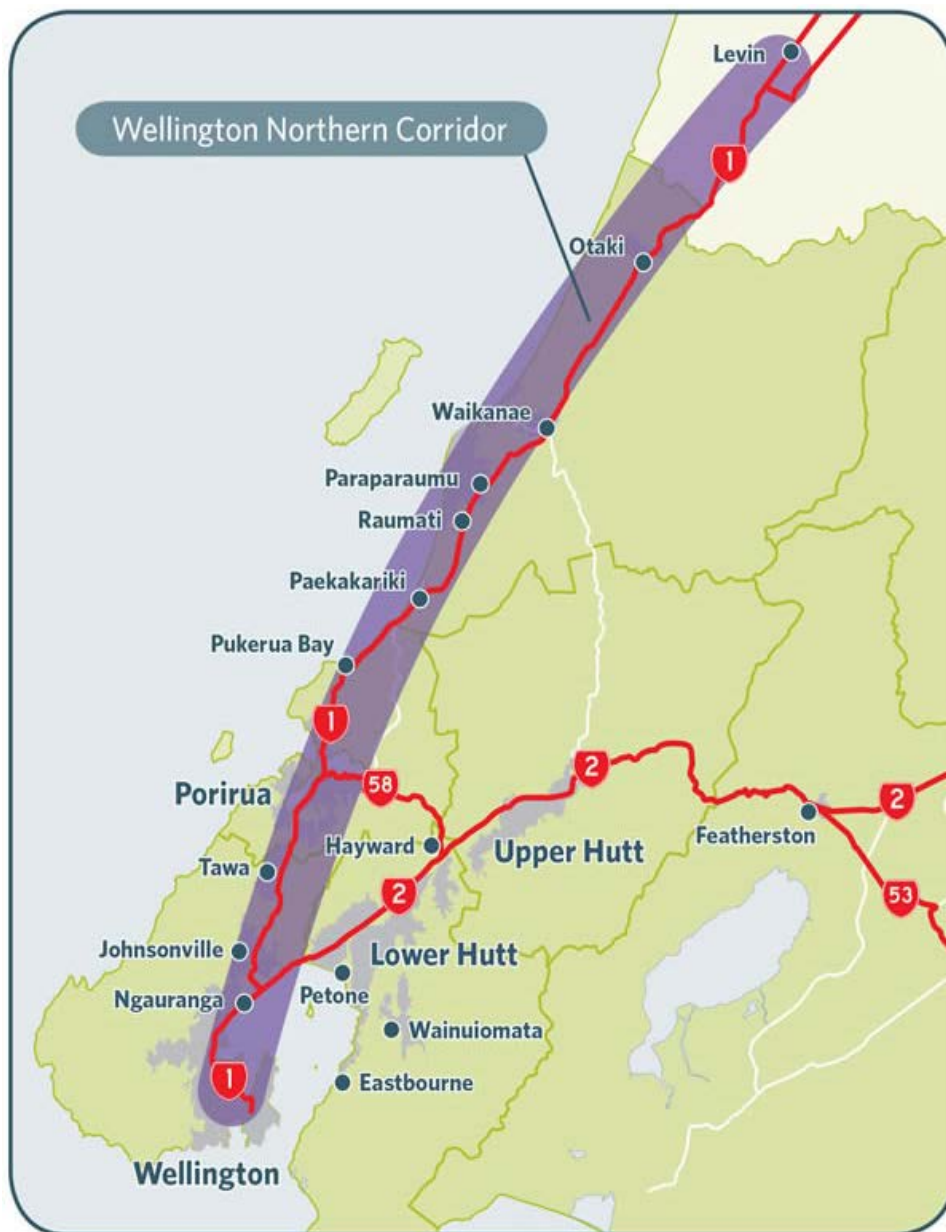 Levin
Wellington Northern Corridor
1
Otaki
Waikanae
Paraparaumu
Raumati
Paekakariki
Pukerua Bay
1
2
58
Porirua
2
Featherston
Hayward
Upper Hutt
Tawa
2
53
Johnsonville
Lower Hutt
Petone
Ngauranga
Wainuiomata
1
Eastbourne
Wellington